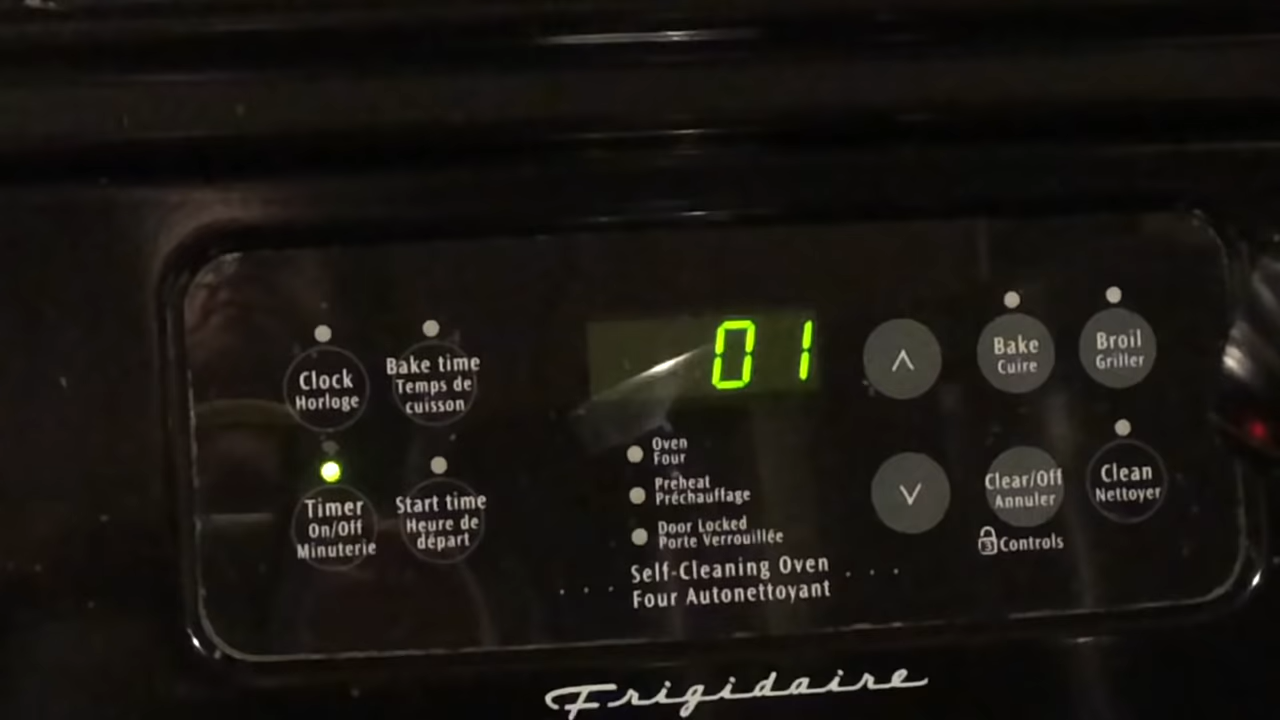 01
Clock
Horloge
Bake time
Temps de
cuisson
Timer
On/Off
Minuterie
Start time
Heure de
départ
Oven
Four
Preheat
Préchauffage
Door Locked
Porte Verrouillée
Self-Cleaning Oven
Four Autonettoyant
Bake
Cuire
Broil
Griller
Clear/Off
Annuler
3 Controls
Clean
Nettoyer
Frigidaire